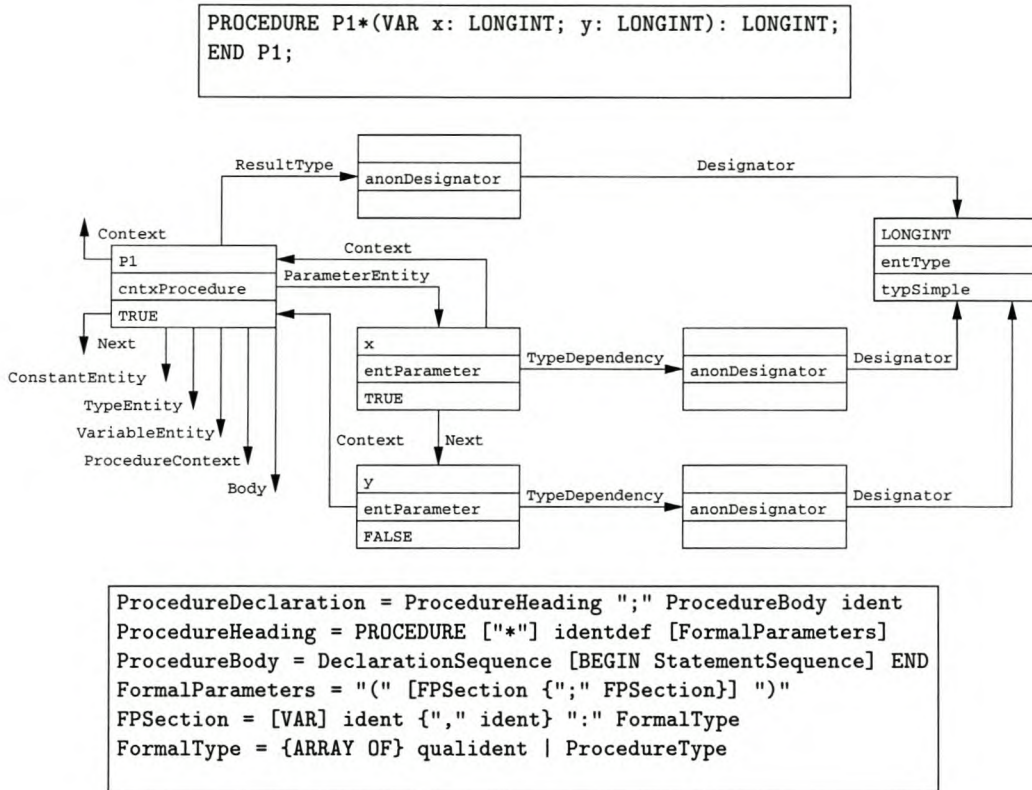 PROCEDURE P1*(VAR x: LONGINT; y: LONGINT): LONGINT;
END P1;
ResultType
anonDesignator
Designator
Context
P1
cntxProcedure
TRUE
Context
ParameterEntity
LONGINT
entType
typSimple
Next
ConstantEntity
TypeEntity
VariableEntity
ProcedureContext
Body
x
entParameter
TRUE
TypeDependency
anonDesignator
Designator
Context
Next
y
entParameter
FALSE
TypeDependency
anonDesignator
Designator
ProcedureDeclaration = ProcedureHeading ";" ProcedureBody ident
ProcedureHeading = PROCEDURE ["*"] identdef [FormalParameters]
ProcedureBody = DeclarationSequence [BEGIN StatementSequence] END
FormalParameters = "(" [FPSection {";" FPSection}] ")"
FPSection = [VAR] ident {"," ident} ":" FormalType
FormalType = {ARRAY OF} qualident | ProcedureType